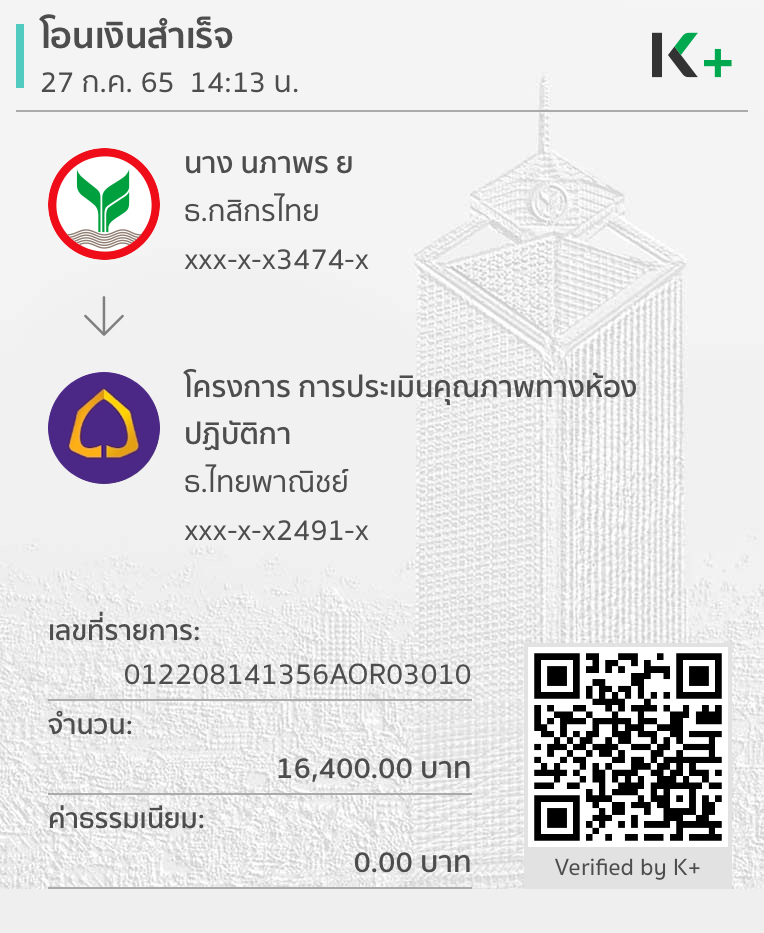 โอนเงินสำเร็จ
27 ก.ค. 65 14:13 น.
K+
นาง นภาพร ย
ธ.กสิกรไทย
xxx-x-x3474-x
โครงการ การประเมินคุณภาพทางห้อง
ปฏิบัติกา
ธ.ไทยพาณิชย์
xxx-x-x2491-x
เลขที่รายการ:
012208141356AOR03010
จำนวน:
16,400.00 บาท
ค่าธรรมเนียม:
0.00 บาท
Verified by K+